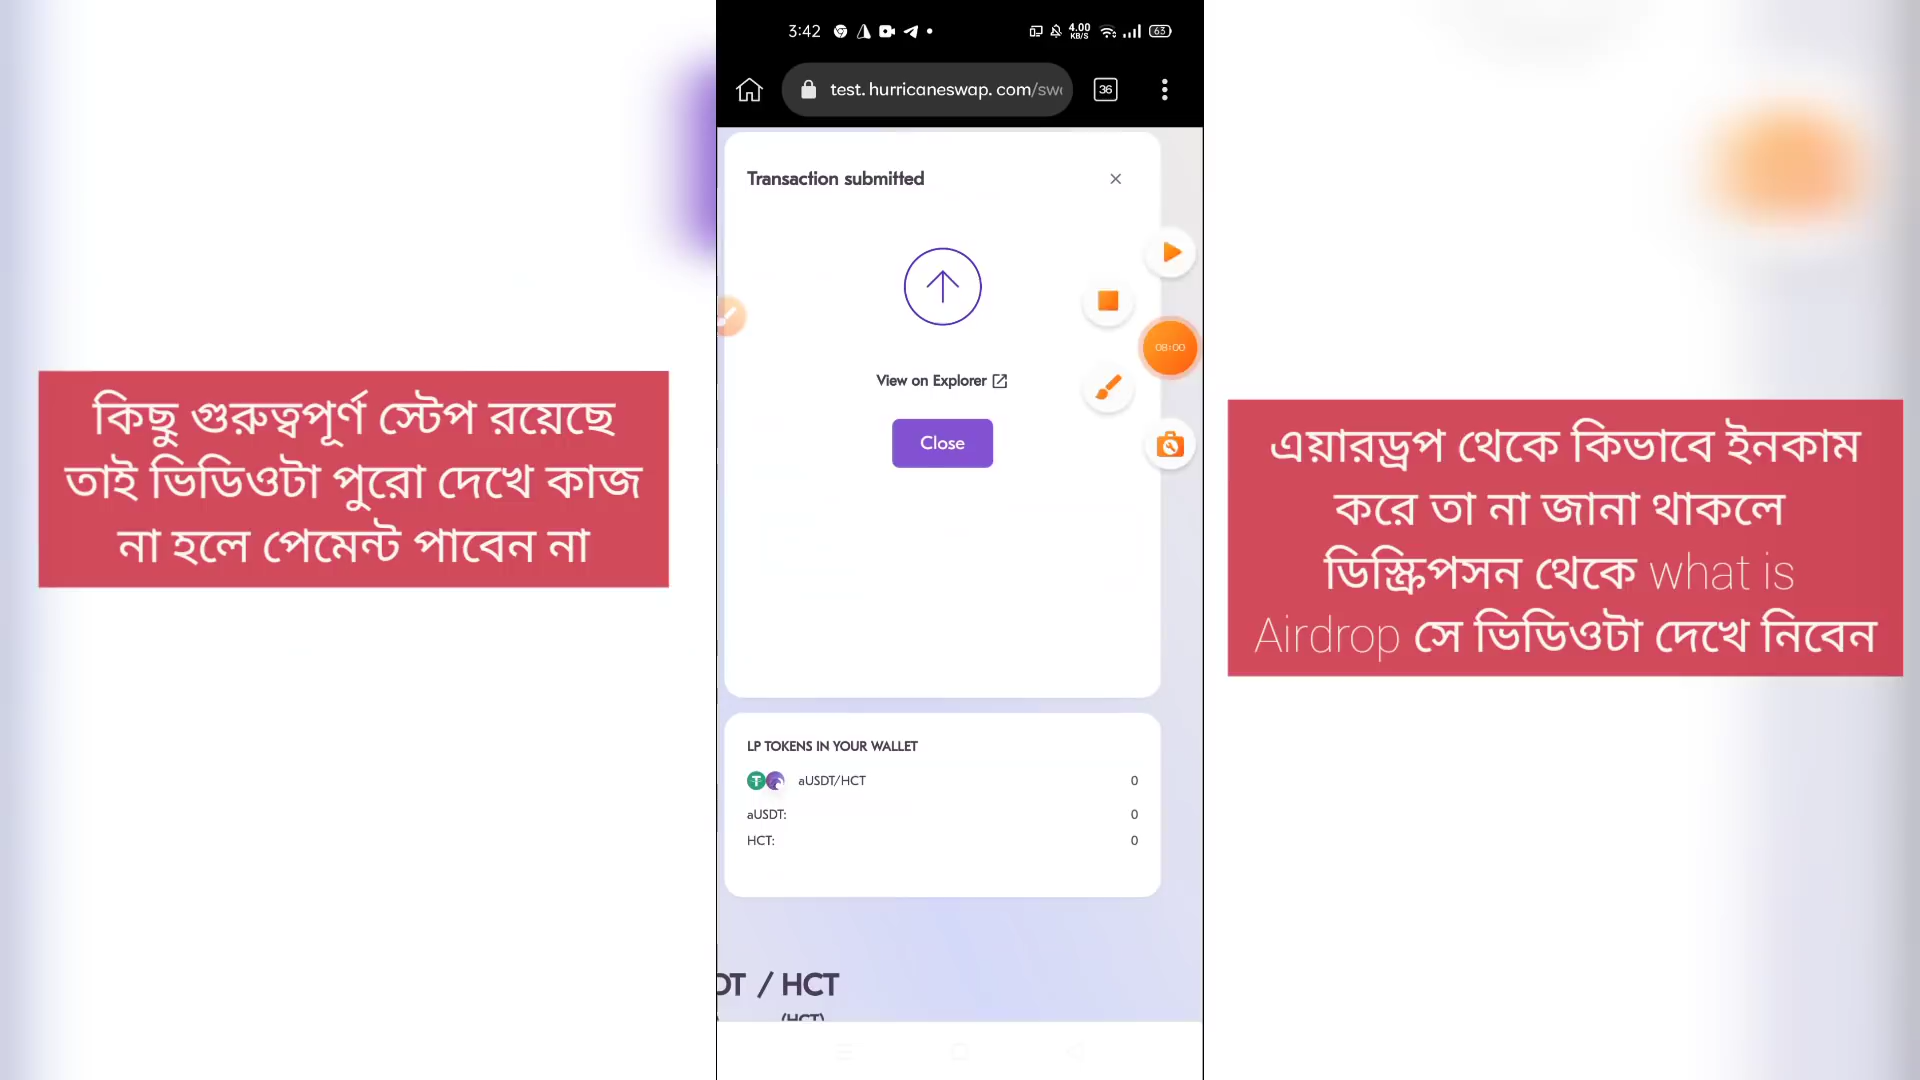 3:42
4.00
KB/S
63
test. hurricaneswap. com/sw
36
Transaction submitted
08:00
View on Explorer
Close
কিছু গুরুত্বপূর্ণ স্টেপ রয়েছে
তাই ভিডিওটা পুরো দেখে কাজ
না হলে পেমেন্ট পাবেন না
এয়ারড্রপ থেকে কিভাবে ইনকাম
করে তা না জানা থাকলে
ডিস্ক্রিপসন থেকে what is
Airdrop সে ভিডিওটা দেখে নিবেন
LP TOKENS IN YOUR WALLET
aUSDT/HCT 0
aUSDT: 0
HCT: 0
DT / HCT
(HCT)